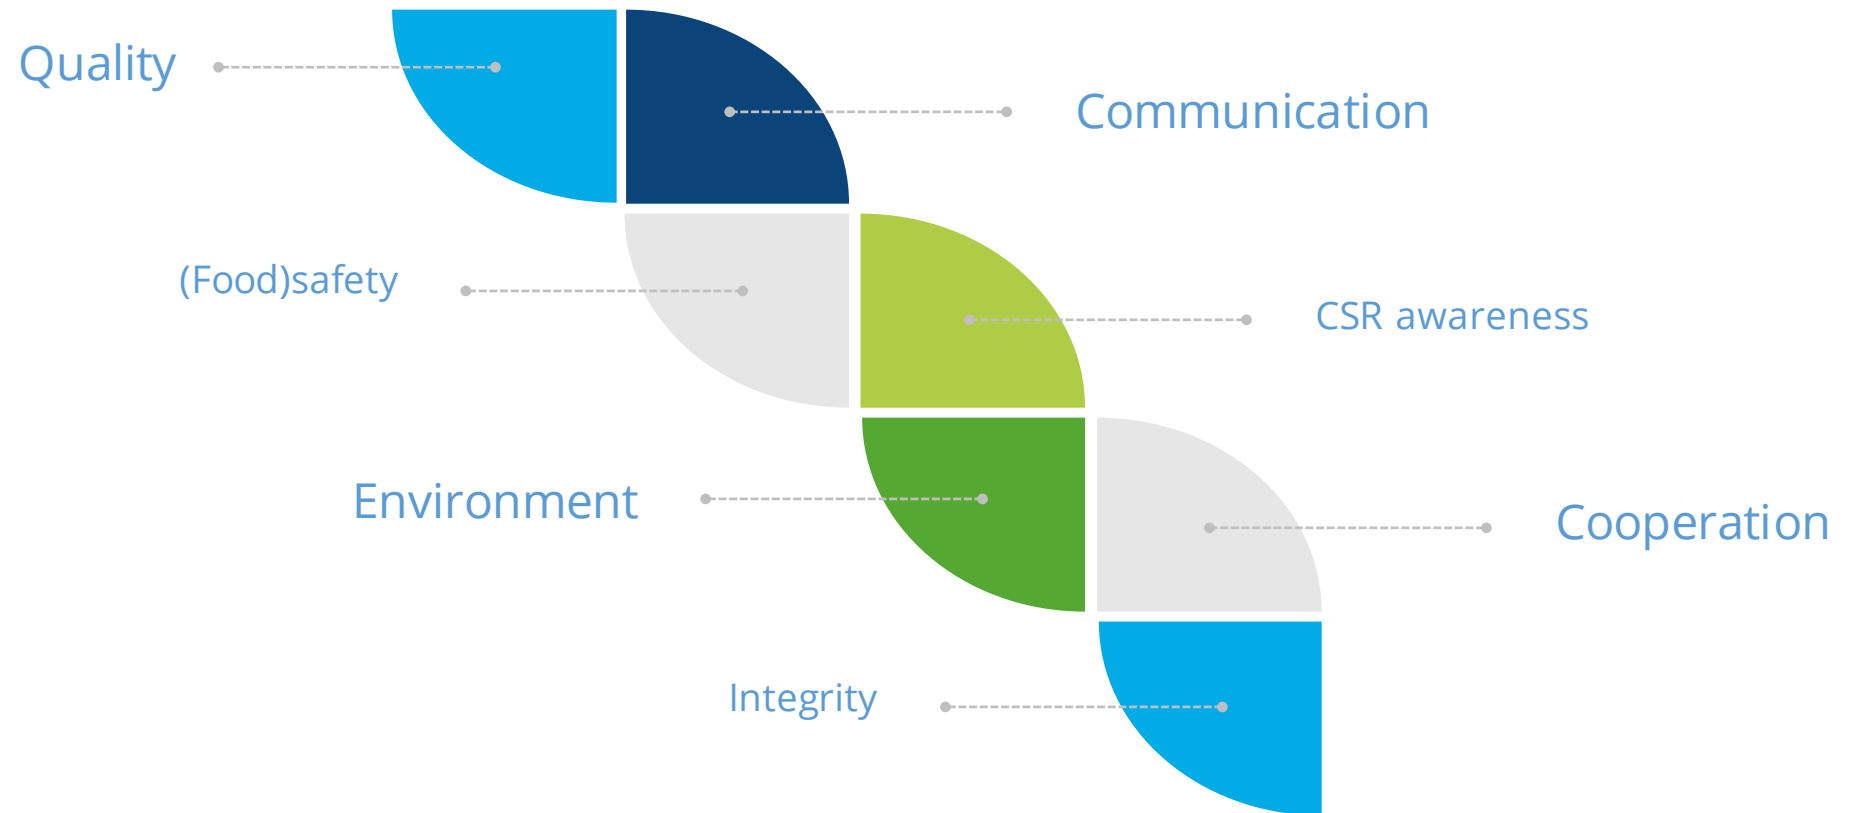 Quality
Communication
(Food)safety
CSR awareness
Environment
Cooperation
Integrity